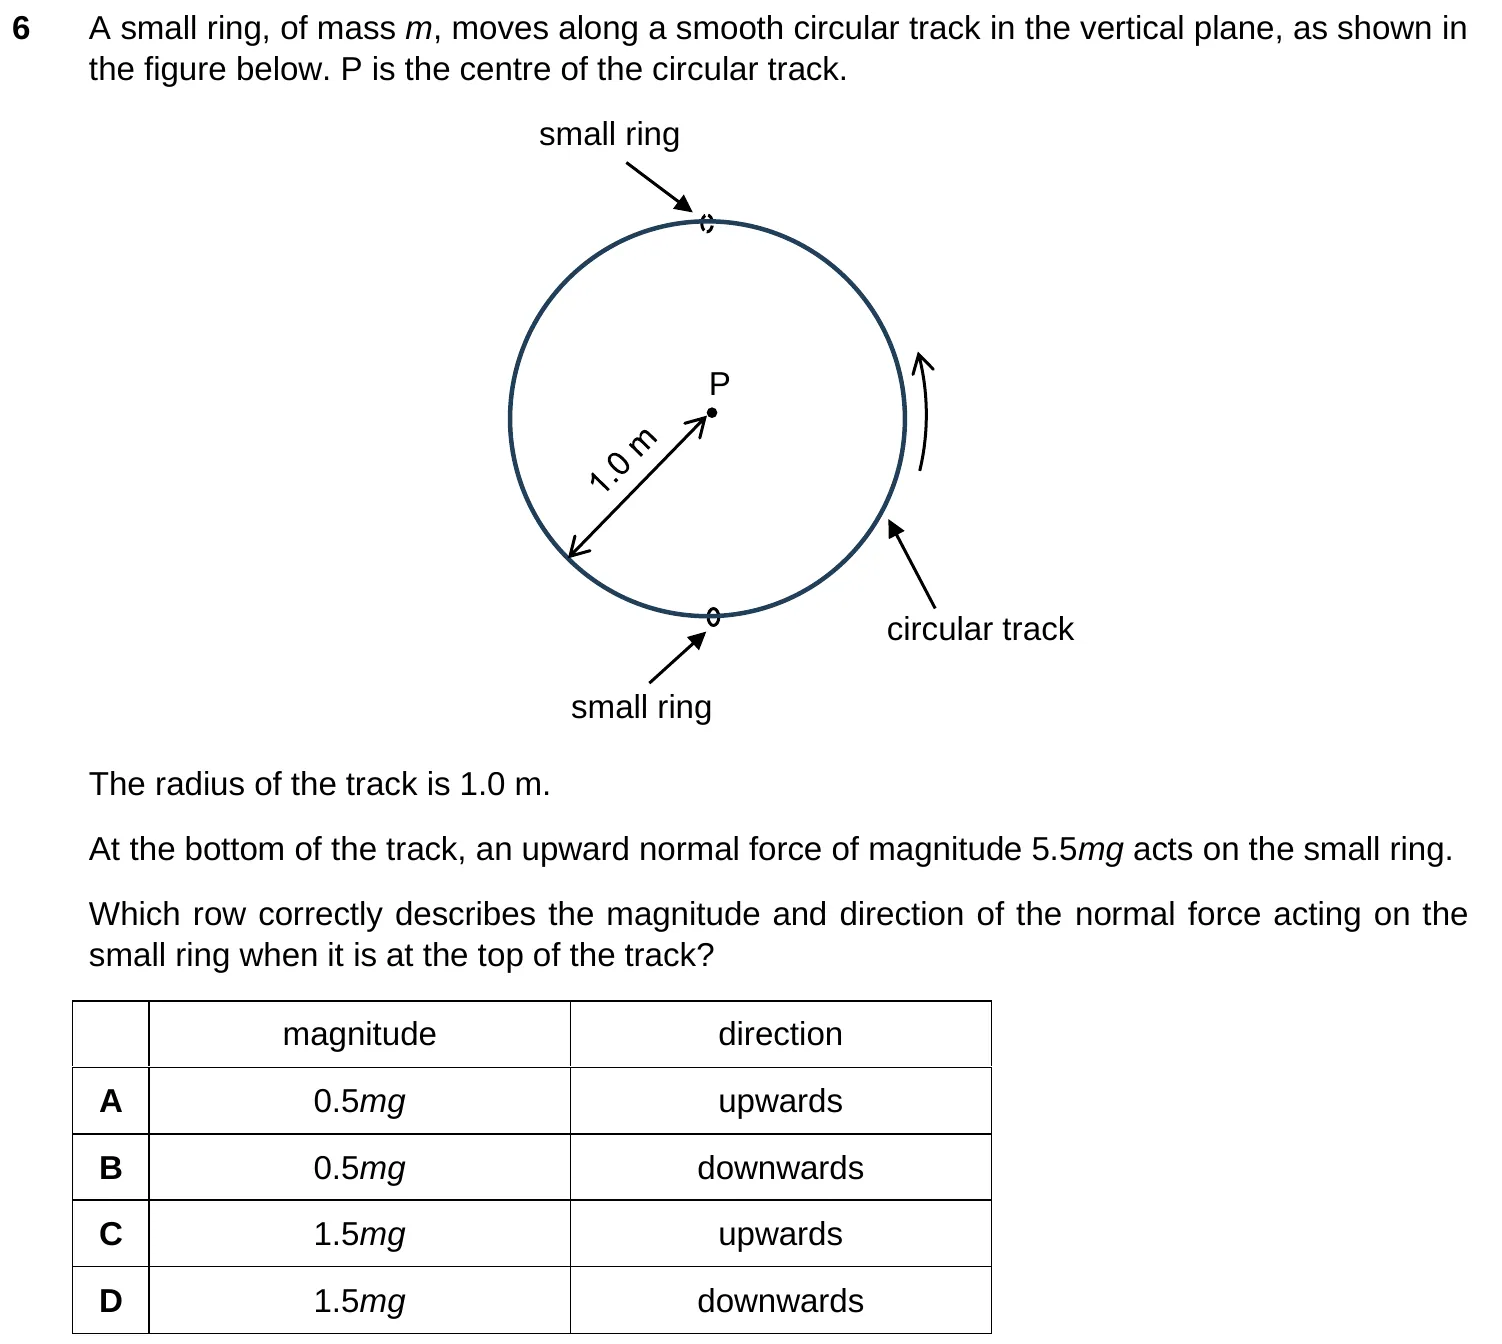 6 A small ring, of mass m, moves along a smooth circular track in the vertical plane, as shown in
the figure below. P is the centre of the circular track.
small ring
P
1.0 m
circular track
small ring
The radius of the track is 1.0 m.
At the bottom of the track, an upward normal force of magnitude 5.5mg acts on the small ring.
Which row correctly describes the magnitude and direction of the normal force acting on the
small ring when it is at the top of the track?
magnitude direction
A 0.5mg upwards
B 0.5mg downwards
C 1.5mg upwards
D 1.5mg downwards